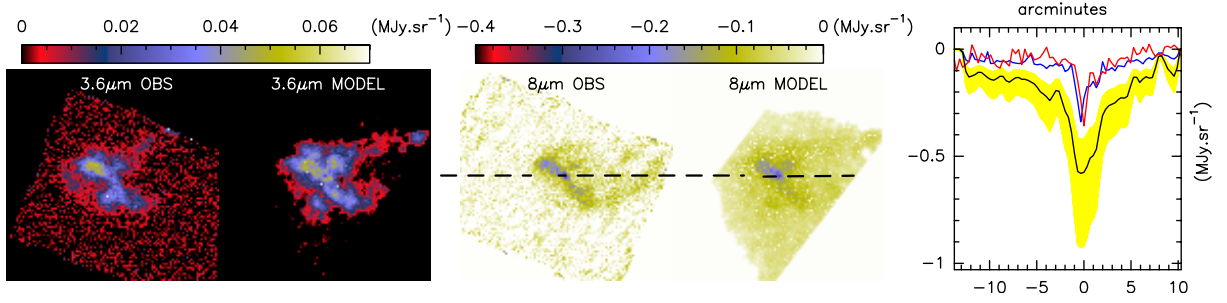 0 0.02 0.04 0.06 (MJy.sr⁻¹)
3.6μm OBS 3.6μm MODEL
−0.4 −0.3 −0.2 −0.1 0 (MJy.sr⁻¹)
8μm OBS 8μm MODEL
arcminutes
0
−0.5
−1
(MJy.sr⁻¹)
−10 −5 0 5 10